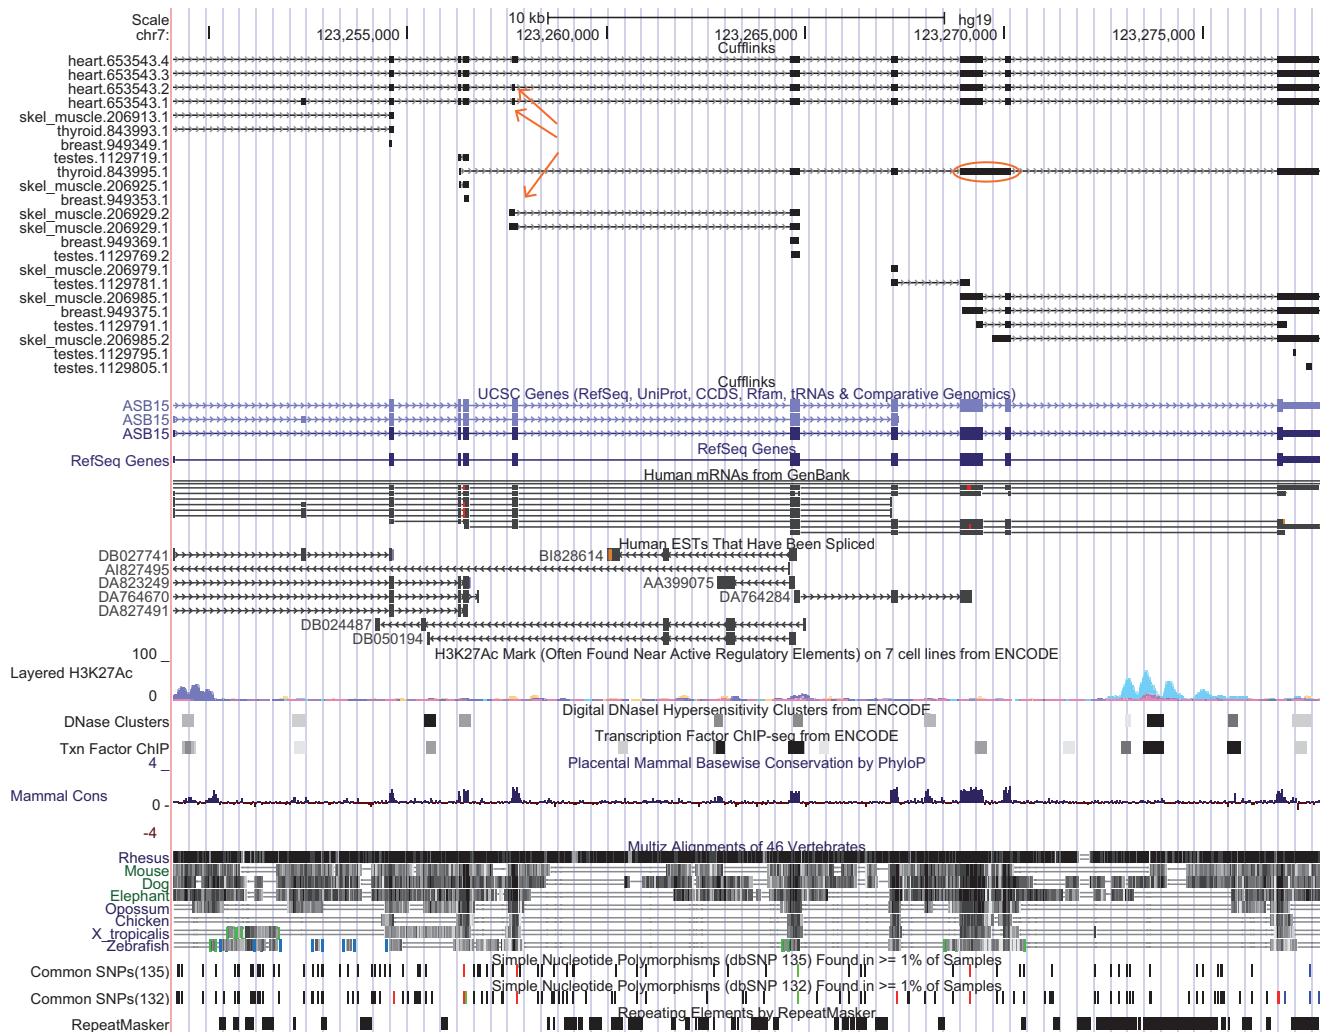 Scale 10 kb hg19
chr7: 123,255,000 123,260,000 123,265,000 123,270,000 123,275,000
Cufflinks
heart.653543.4
heart.653543.3
heart.653543.2
heart.653543.1
skel_muscle.206913.1
thyroid.843993.1
breast.949349.1
testes.1129719.1
thyroid.843995.1
skel_muscle.206925.1
breast.949353.1
skel_muscle.206929.2
skel_muscle.206929.1
breast.949369.1
testes.1129769.2
skel_muscle.206979.1
testes.1129781.1
skel_muscle.206985.1
breast.949375.1
testes.1129791.1
skel_muscle.206985.2
testes.1129795.1
testes.1129805.1
Cufflinks
UCSC Genes (RefSeq, UniProt, CCDS, Rfam, tRNAs & Comparative Genomics)
ASB15
ASB15
ASB15
RefSeq Genes
RefSeq Genes
Human mRNAs from GenBank
Human ESTs That Have Been Spliced
DB027741 BI828614
AI827495
DA823249 AA399075
DA764670 DA764284
DA827491
DB024487
DB050194
H3K27Ac Mark (Often Found Near Active Regulatory Elements) on 7 cell lines from ENCODE
100
Layered H3K27Ac
0
Digital DNaseI Hypersensitivity Clusters from ENCODE
DNase Clusters
Transcription Factor ChIP-seq from ENCODE
Txn Factor ChIP
Placental Mammal Basewise Conservation by PhyloP
4
Mammal Cons
0
-4
Multiz Alignments of 46 Vertebrates
Rhesus
Mouse
Dog
Elephant
Opossum
Chicken
X_tropicalis
Zebrafish
Simple Nucleotide Polymorphisms (dbSNP 135) Found in >= 1% of Samples
Common SNPs(135)
Simple Nucleotide Polymorphisms (dbSNP 132) Found in >= 1% of Samples
Common SNPs(132)
Repeating Elements by RepeatMasker
RepeatMasker